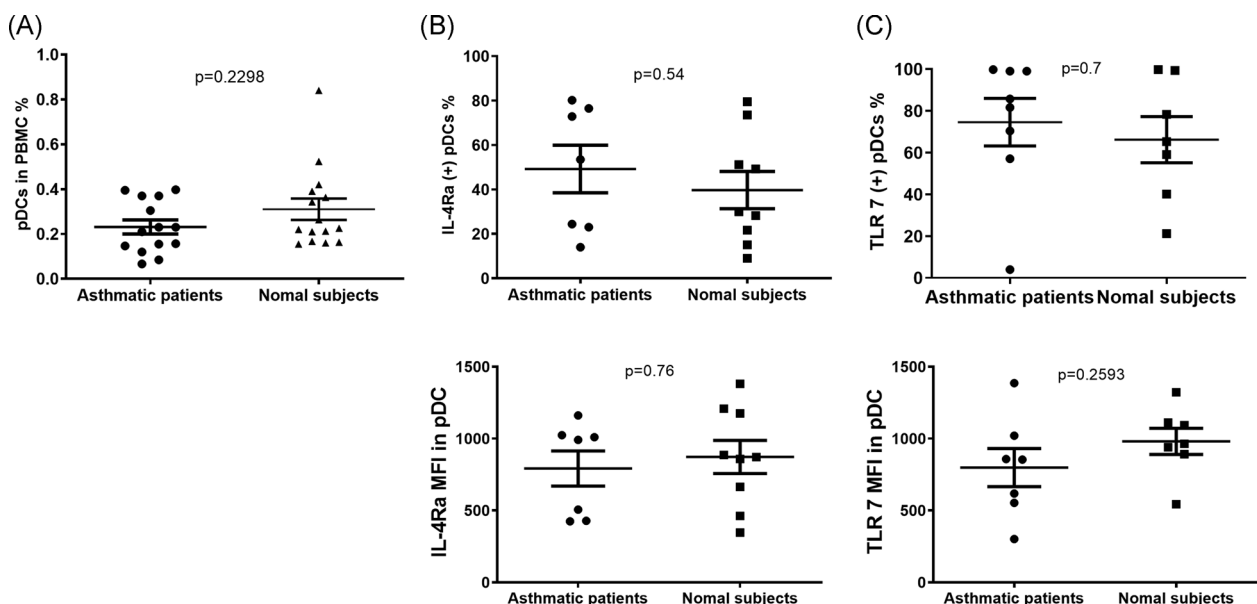 (A)
pDCs in PBMC %
1.0
0.8
0.6
0.4
0.2
0.0
p=0.2298
Asthmatic patients
Nomal subjects
(B)
IL-4Ra (+) pDCs %
100
80
60
40
20
0
p=0.54
Asthmatic patients
Nomal subjects
(C)
TLR 7 (+) pDCs %
100
80
60
40
20
0
p=0.7
Asthmatic patients
Nomal subjects
IL-4Ra MFI in pDC
1500
1000
500
0
p=0.76
Asthmatic patients
Nomal subjects
TLR 7 MFI in pDC
1500
1000
500
0
p=0.2593
Asthmatic patients
Nomal subjects